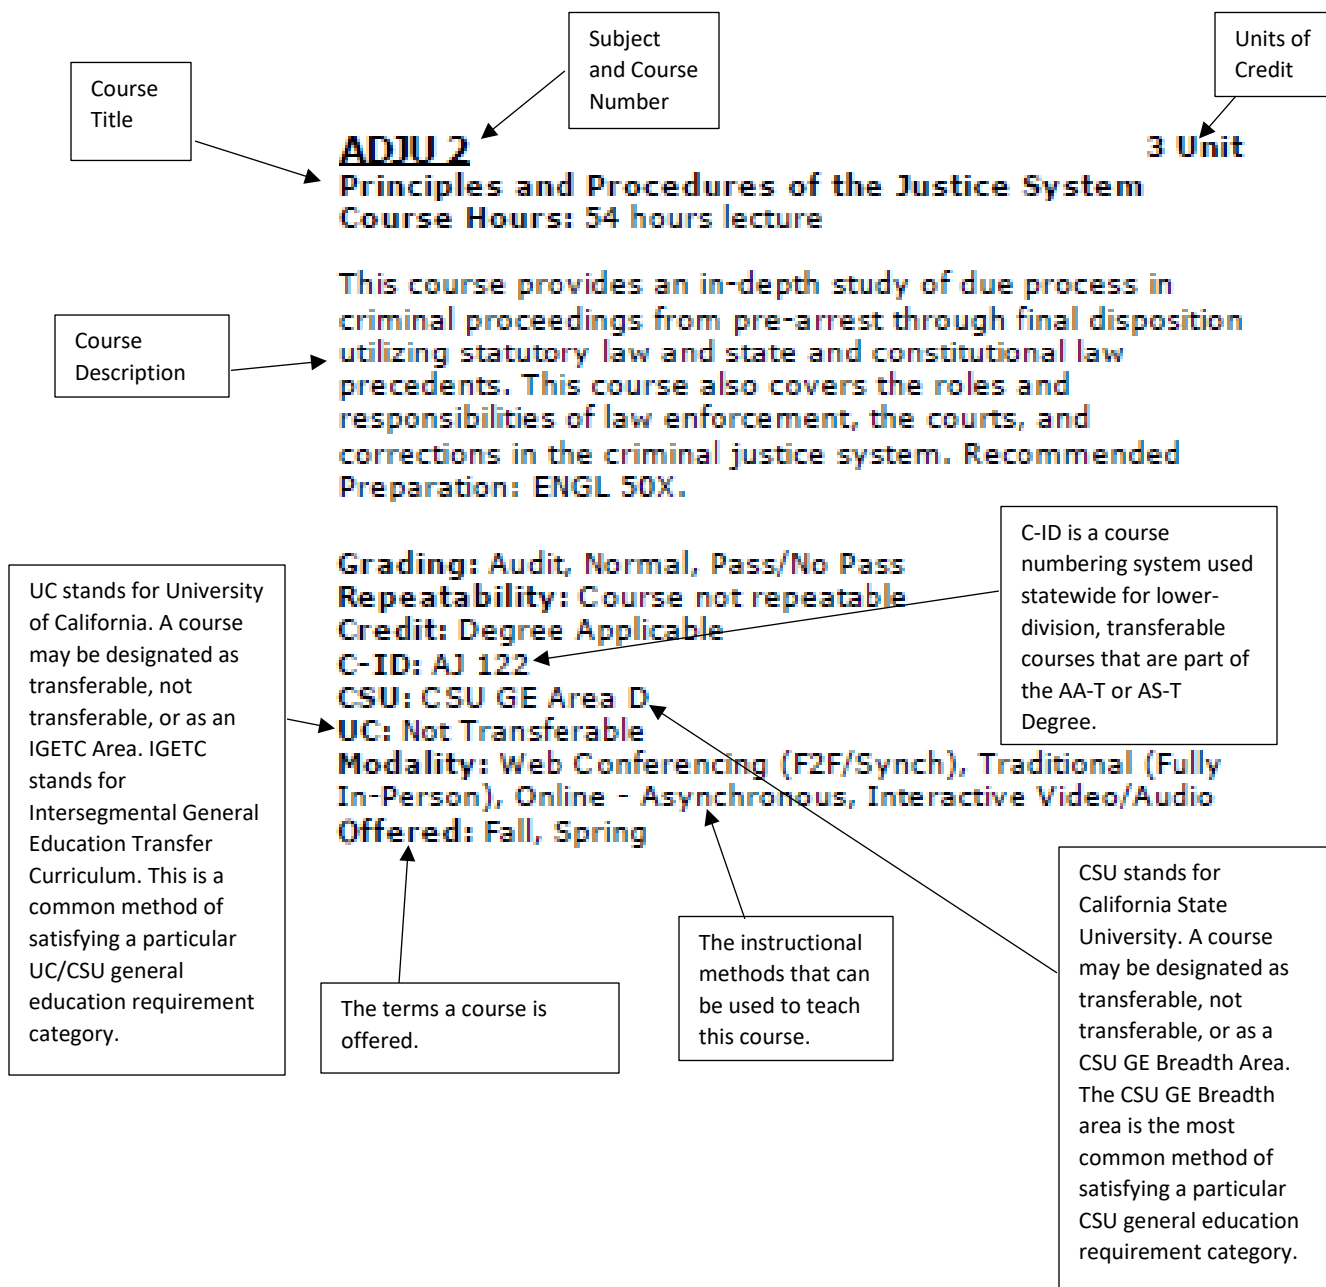 Subject
and Course
Number
Units of
Credit
Course
Title
ADJU 2
3 Unit
Principles and Procedures of the Justice System
Course Hours: 54 hours lecture
This course provides an in-depth study of due process in
criminal proceedings from pre-arrest through final disposition
utilizing statutory law and state and constitutional law
precedents. This course also covers the roles and
responsibilities of law enforcement, the courts, and
corrections in the criminal justice system. Recommended
Preparation: ENGL 50X.
Course
Description
C-ID is a course
numbering system used
statewide for lower-
division, transferable
courses that are part of
the AA-T or AS-T
Degree.
Grading: Audit, Normal, Pass/No Pass
Repeatability: Course not repeatable
Credit: Degree Applicable
C-ID: AJ 122
CSU: CSU GE Area D
UC: Not Transferable
Modality: Web Conferencing (F2F/Synch), Traditional (Fully
In-Person), Online - Asynchronous, Interactive Video/Audio
Offered: Fall, Spring
UC stands for University
of California. A course
may be designated as
transferable, not
transferable, or as an
IGETC Area. IGETC
stands for
Intersegmental General
Education Transfer
Curriculum. This is a
common method of
satisfying a particular
UC/CSU general
education requirement
category.
The terms a course is
offered.
The instructional
methods that can
be used to teach
this course.
CSU stands for
California State
University. A course
may be designated as
transferable, not
transferable, or as a
CSU GE Breadth Area.
The CSU GE Breadth
area is the most
common method of
satisfying a particular
CSU general education
requirement category.